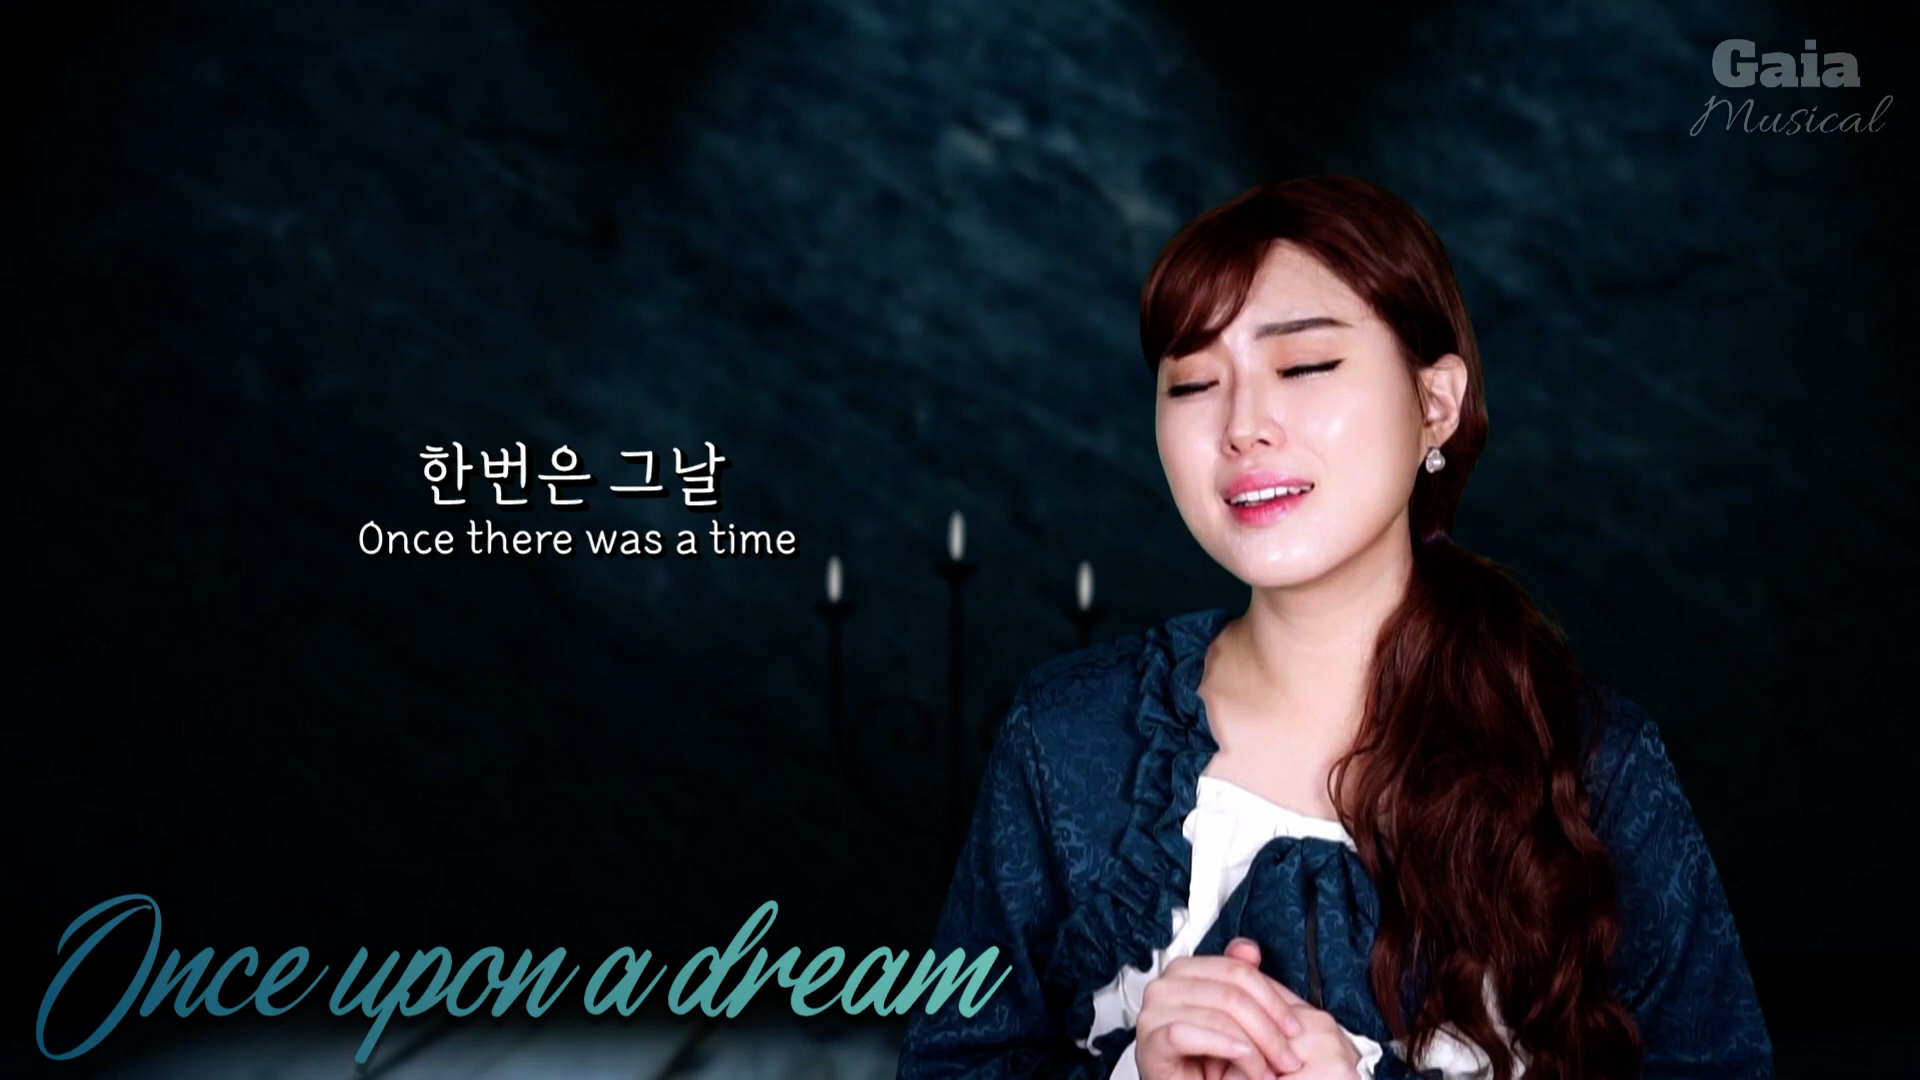 Gaia
Musical
한번은 그날
Once there was a time
Once upon a dream